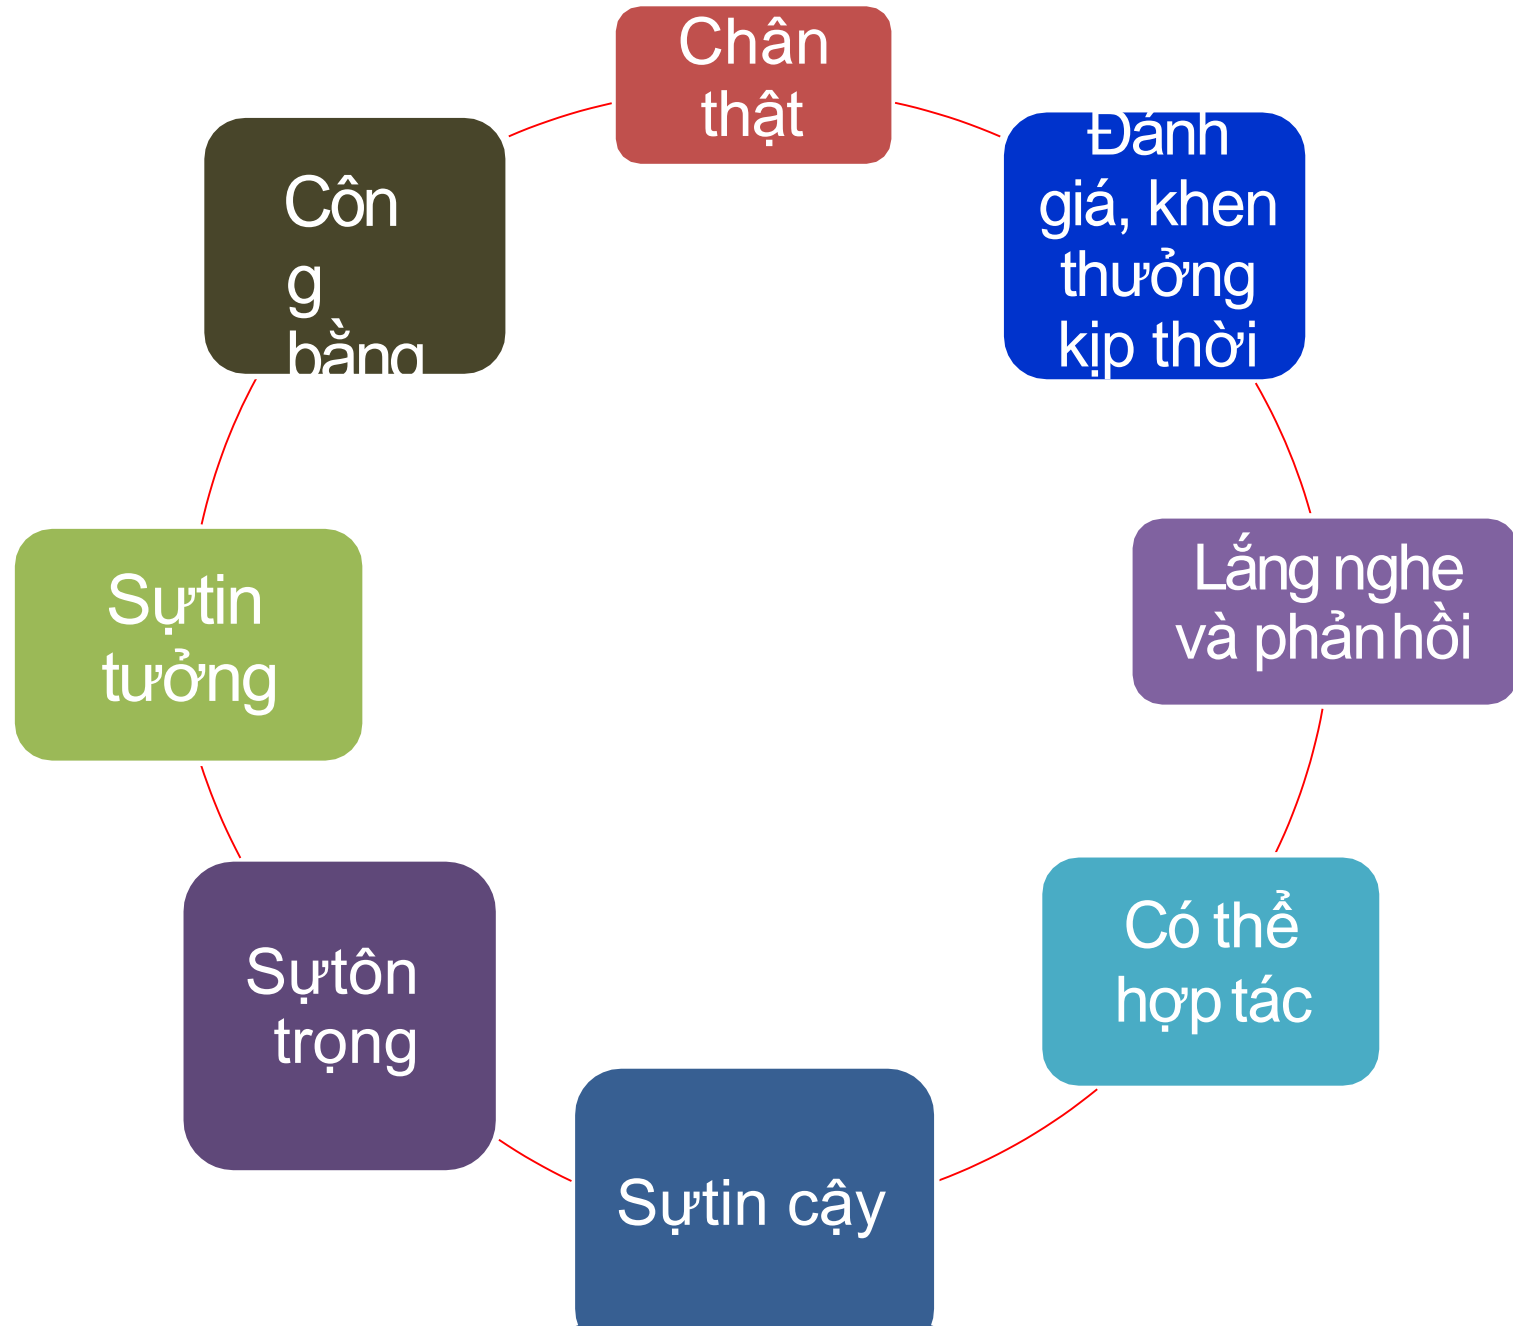 Chân
thật
Đánh
giá, khen
thưởng
kịp thời
Lắng nghe
và phản hồi
Có thể
hợp tác
Sự tin cậy
Sự tôn
trọng
Sự tin
tưởng
Côn
g
bằng